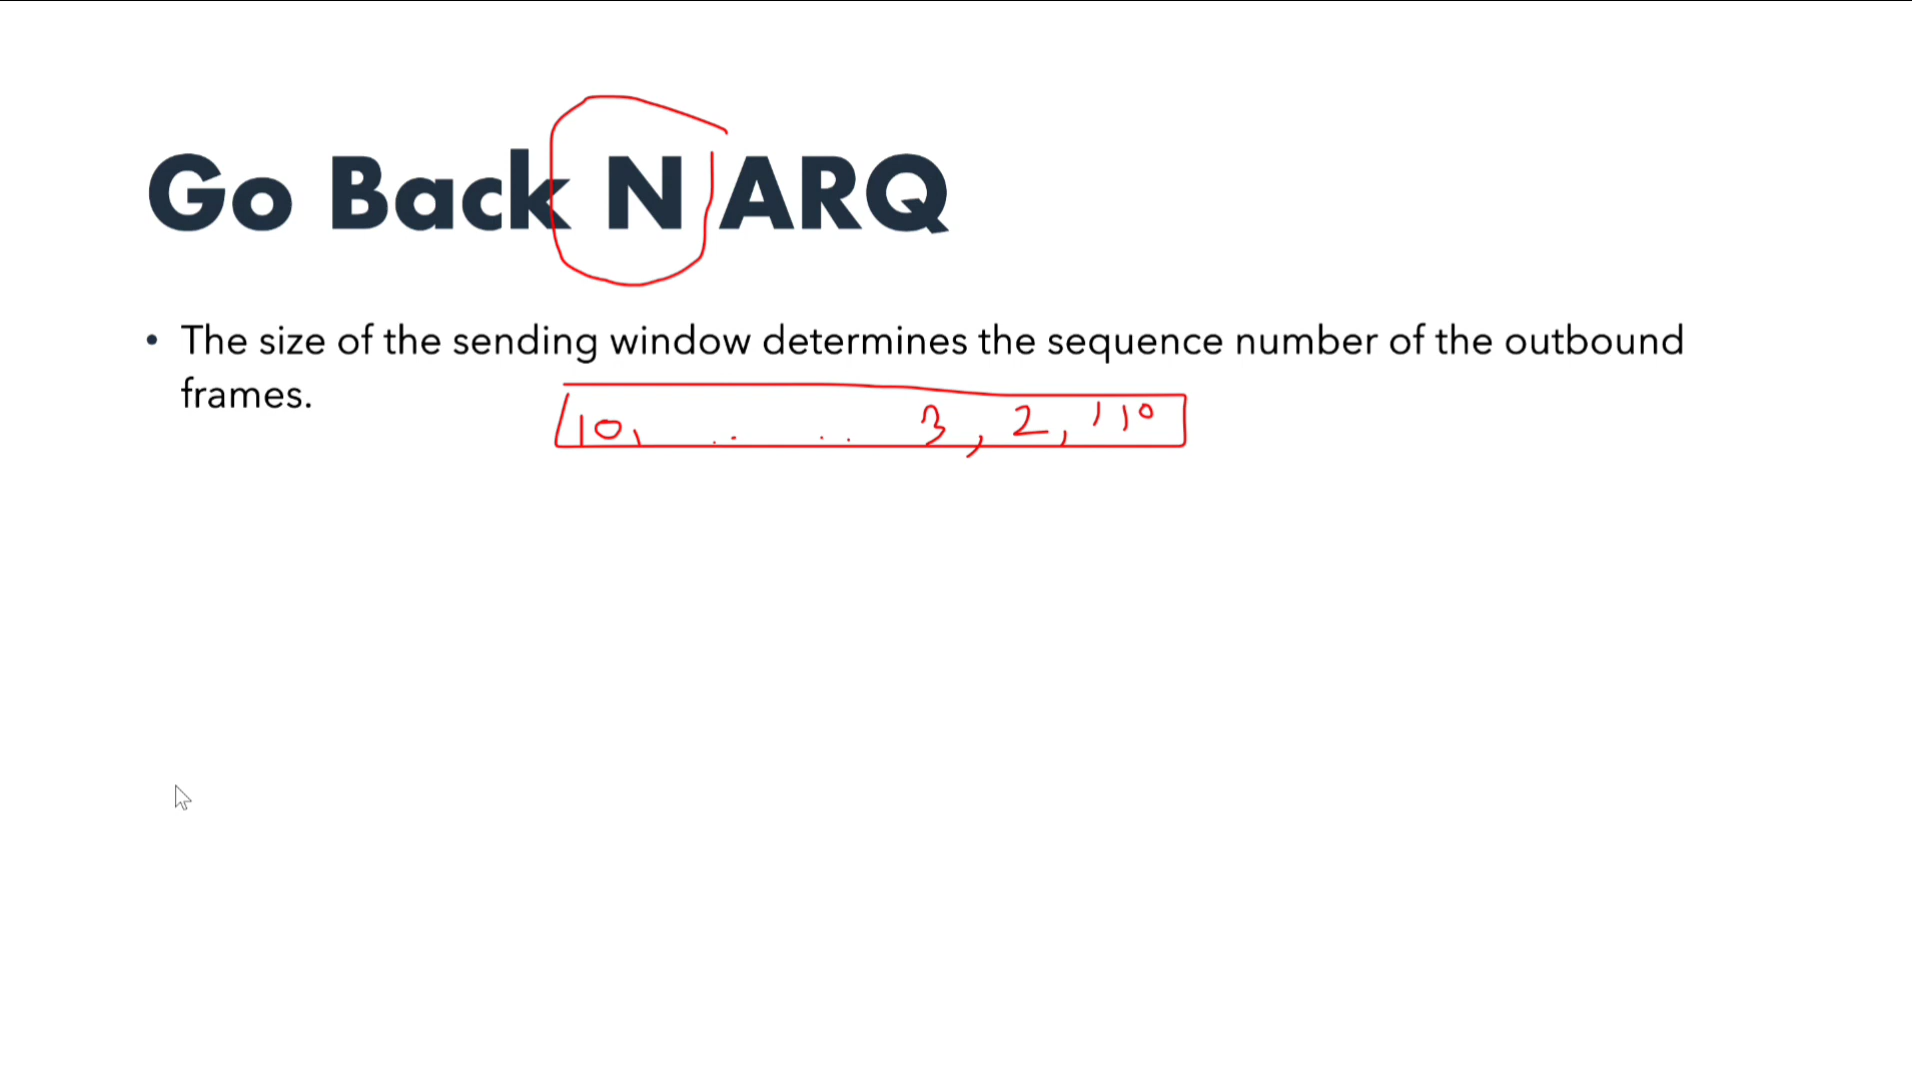 Go Back N ARQ
• The size of the sending window determines the sequence number of the outbound
frames.
10, .. .. 3, 2, 1, 0